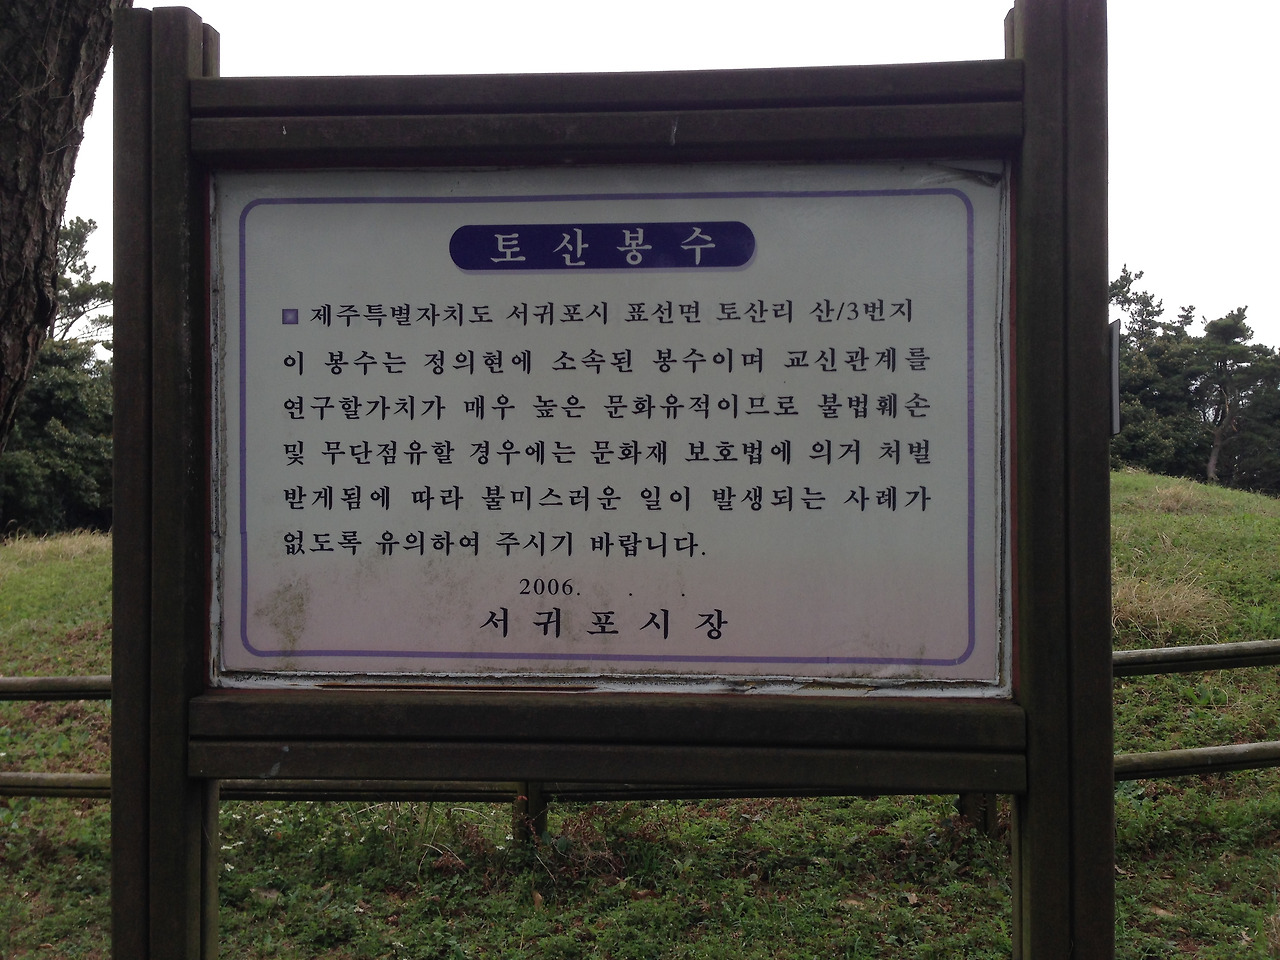 토산봉수
제주특별자치도 서귀포시 표선면 토산리 산/3번지
이 봉수는 정의현에 소속된 봉수이며 교신관계를
연구할가치가 매우 높은 문화유적이므로 불법훼손
및 무단점유할 경우에는 문화재 보호법에 의거 처벌
받게됨에 따라 불미스러운 일이 발생되는 사례가
없도록 유의하여 주시기 바랍니다.
2006. . .
서귀포시장